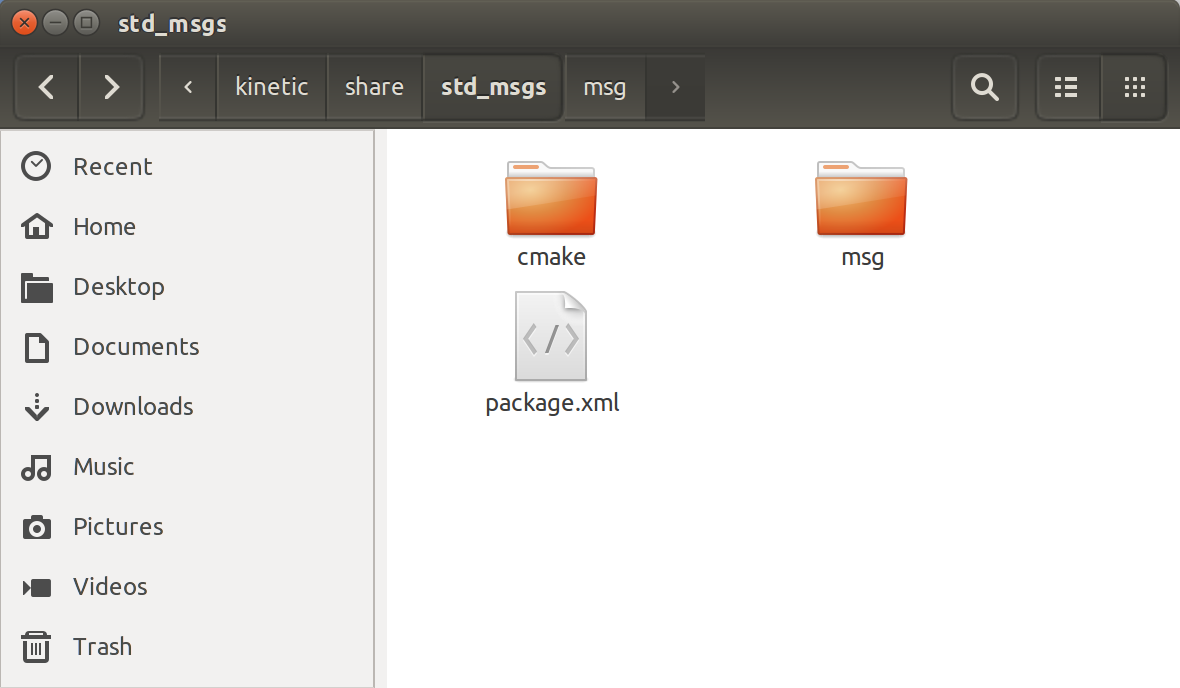 std_msgs
kinetic share std_msgs msg
Recent
Home
Desktop
Documents
Downloads
Music
Pictures
Videos
Trash
cmake msg
package.xml